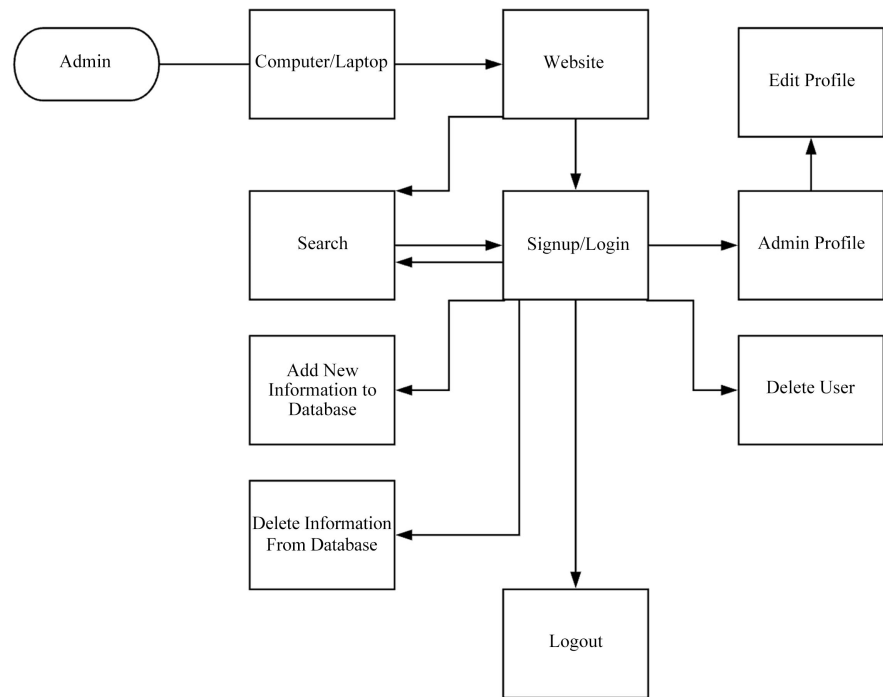 Admin
Computer/Laptop
Website
Edit Profile
Search
Signup/Login
Admin Profile
Add New
Information to
Database
Delete User
Delete Information
From Database
Logout